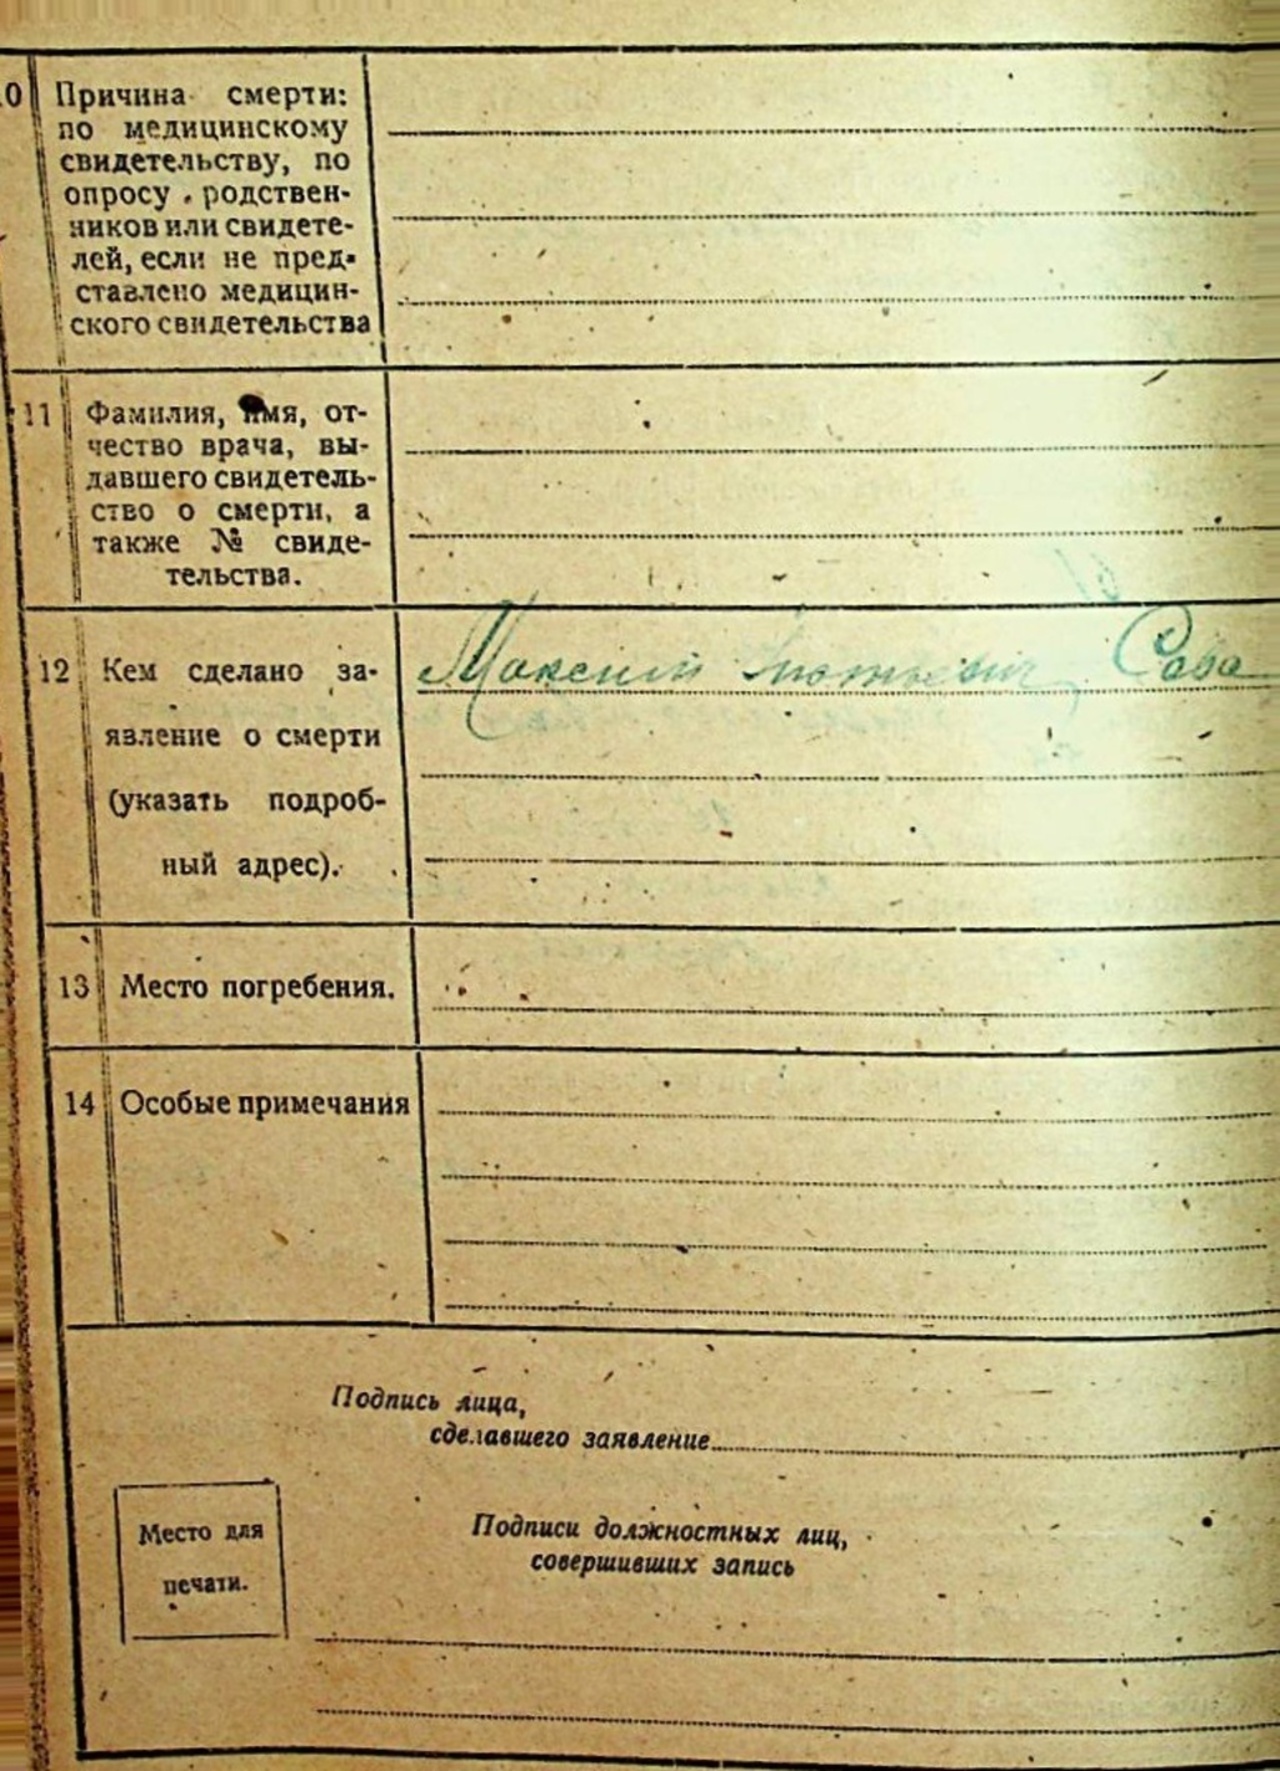 10 Причина смерти:
по медицинскому
свидетельству, по
опросу родствен-
ников или свидете-
лей, если не пред-
ставлено медицин-
ского свидетельства
11 Фамилия, имя, от-
чество врача, вы-
давшего свидетель-
ство о смерти, а
также № свиде-
тельства.
12 Кем сделано за- Максим Сава
явление о смерти
(указать подроб-
ный адрес).
13 Место погребения.
14 Особые примечания
Подпись лица,
сделавшего заявление
Место для
печати.
Подписи должностных лиц,
совершивших запись